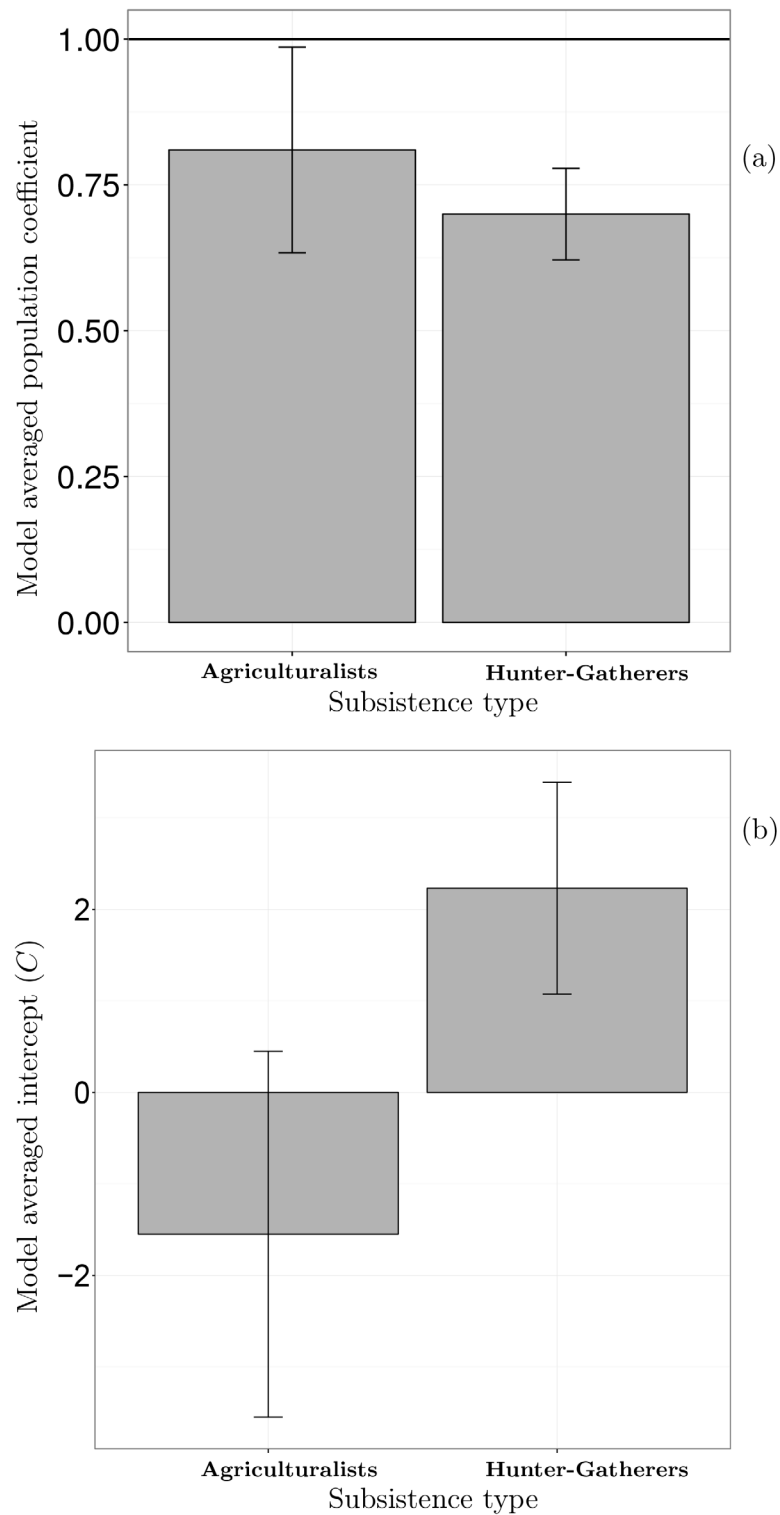 1.00
0.75
0.50
0.25
0.00
Model averaged population coefficient
(a)
Agriculturalists
Hunter-Gatherers
Subsistence type
2
0
−2
Model averaged intercept (C)
(b)
Agriculturalists
Hunter-Gatherers
Subsistence type